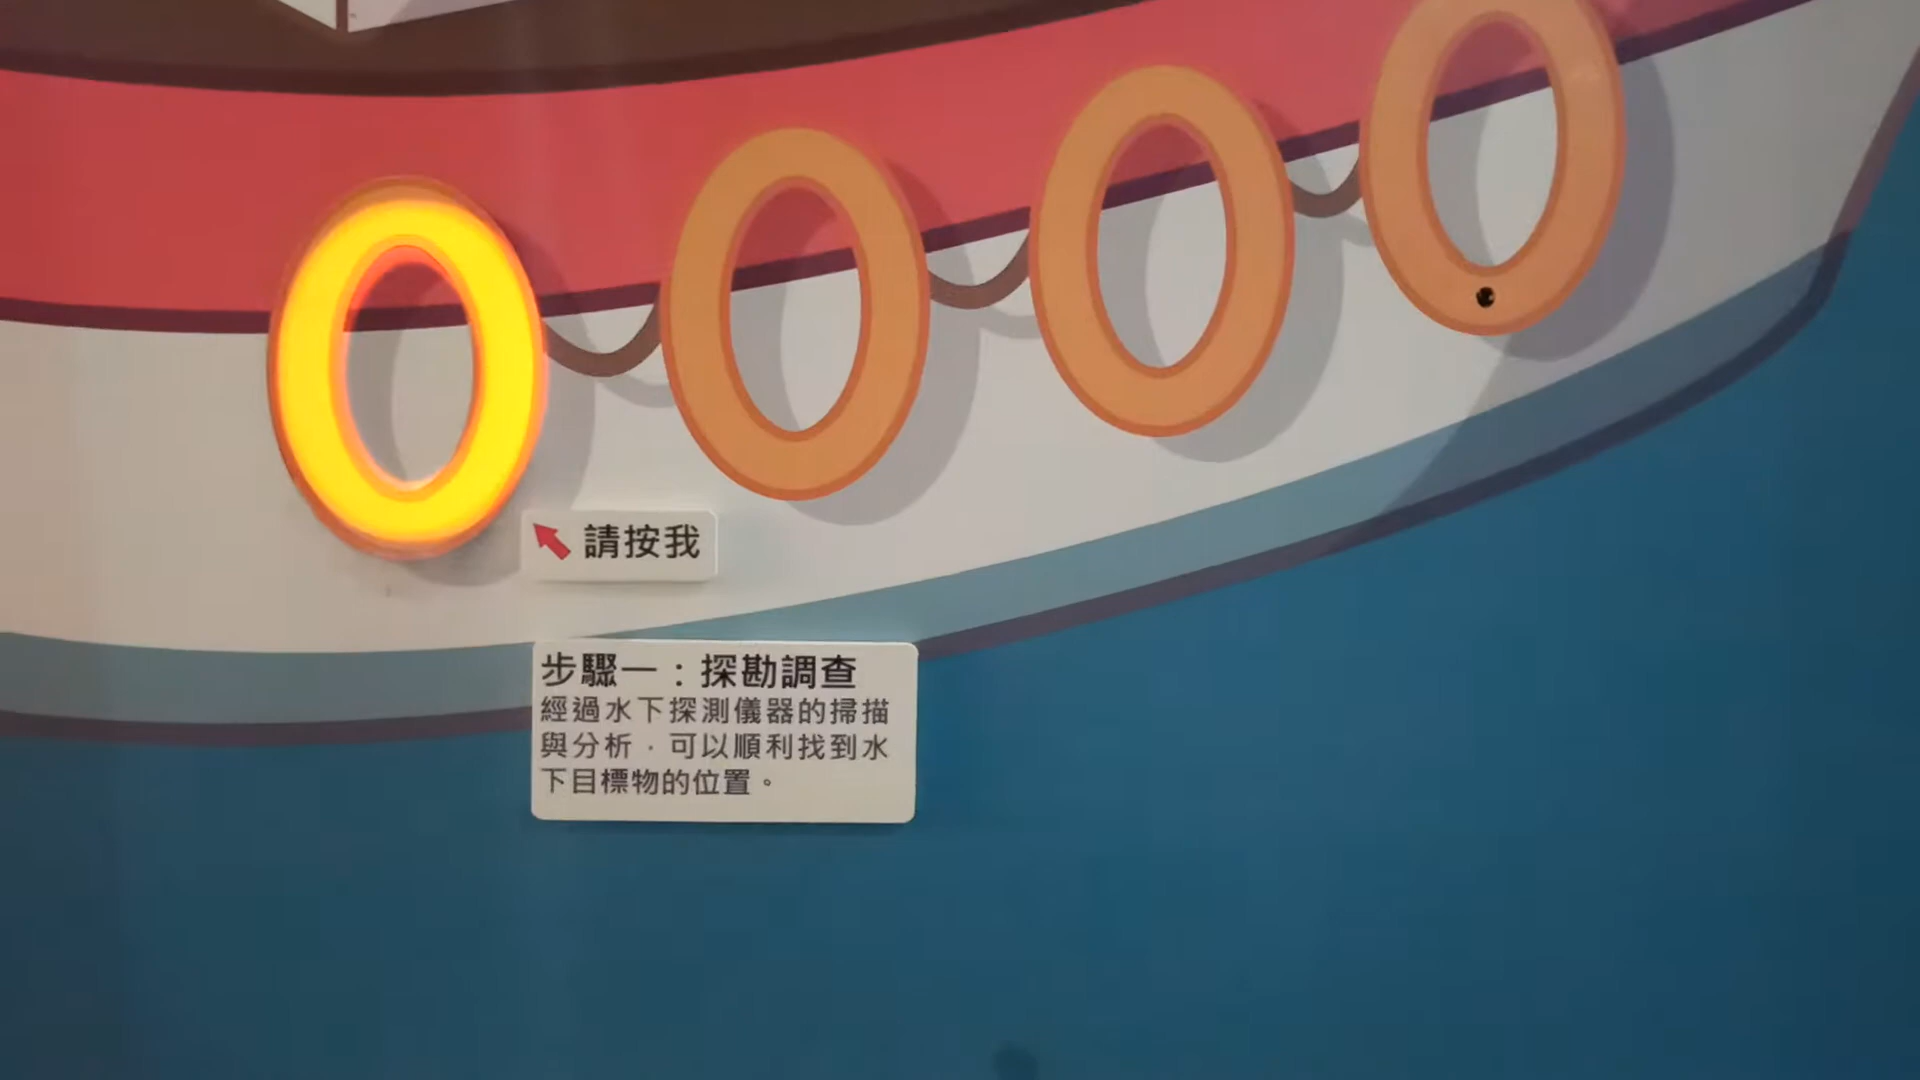 請按我
步驟一：探勘調查
經過水下探測儀器的掃描
與分析，可以順利找到水
下目標物的位置。